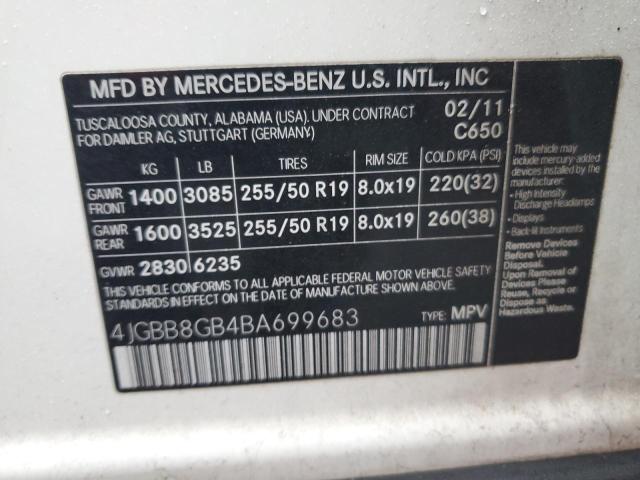 MFD BY MERCEDES-BENZ U.S. INTL., INC
TUSCALOOSA COUNTY, ALABAMA (USA). UNDER CONTRACT 02/11
FOR DAIMLER AG, STUTTGART (GERMANY) C650
KG LB TIRES RIM SIZE COLD KPA (PSI)
GAWR FRONT 1400 3085 255/50 R19 8.0x19 220(32)
GAWR REAR 1600 3525 255/50 R19 8.0x19 260(38)
GVWR 2830 6235
THIS VEHICLE CONFORMS TO ALL APPLICABLE FEDERAL MOTOR VEHICLE SAFETY
STANDARDS IN EFFECT ON THE DATE OF MANUFACTURE SHOWN ABOVE.
4JGBB8GB4BA699683 TYPE: MPV
This vehicle may
include mercury-added
devices installed by the
manufacturer:
- High Intensity
Discharge Headlamps
- Displays
- Back-lit Instruments
Remove Devices
Before Vehicle
Disposal.
Upon Removal of
Devices Please
Reuse, Recycle or
Dispose as
Hazardous Waste.